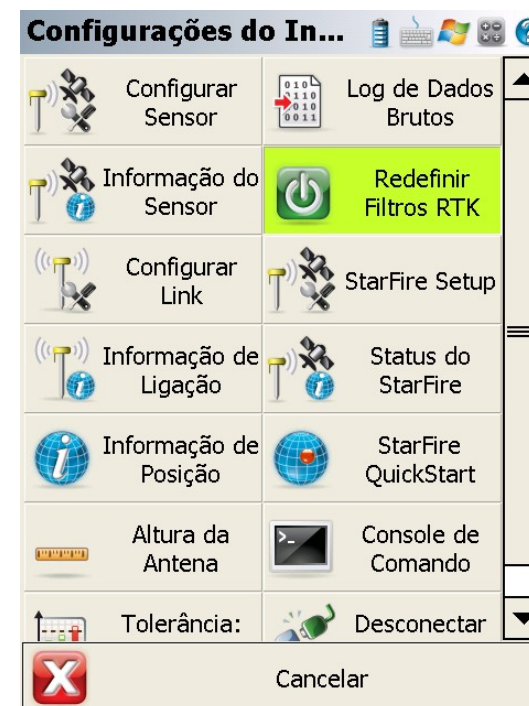 Configurações do In...
Configurar
Sensor
Log de Dados
Brutos
Informação do
Sensor
Redefinir
Filtros RTK
Configurar
Link
StarFire Setup
Informação de
Ligação
Status do
StarFire
Informação de
Posição
StarFire
QuickStart
Altura da
Antena
Console de
Comando
Tolerância:
Desconectar
Cancelar